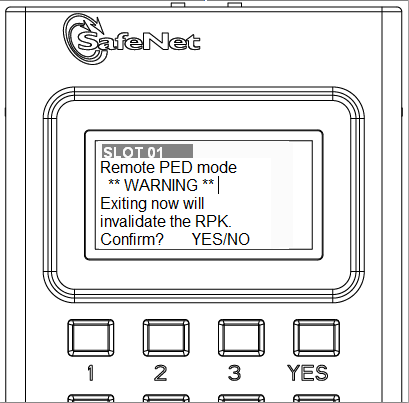 SafeNet
SLOT 01
Remote PED mode
** WARNING **
Exiting now will
invalidate the RPK.
Confirm? YES/NO
1 2 3 YES